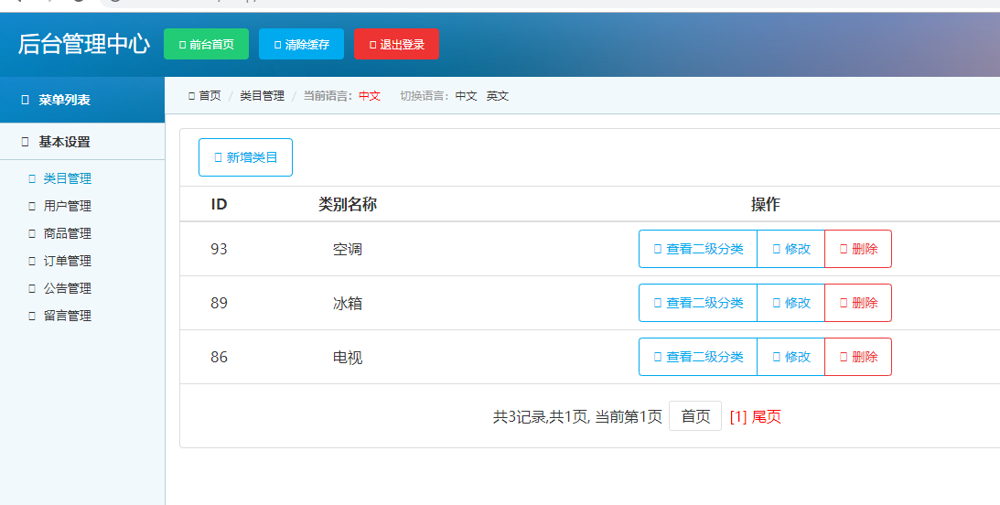 后台管理中心 前台首页 清除缓存 退出登录
菜单列表
首页 / 类目管理 / 当前语言：中文 切换语言：中文 英文
基本设置
类目管理
用户管理
商品管理
订单管理
公告管理
留言管理
新增类目
ID 类别名称 操作
93 空调 查看二级分类 修改 删除
89 冰箱 查看二级分类 修改 删除
86 电视 查看二级分类 修改 删除
共3记录,共1页, 当前第1页 首页 [1] 尾页